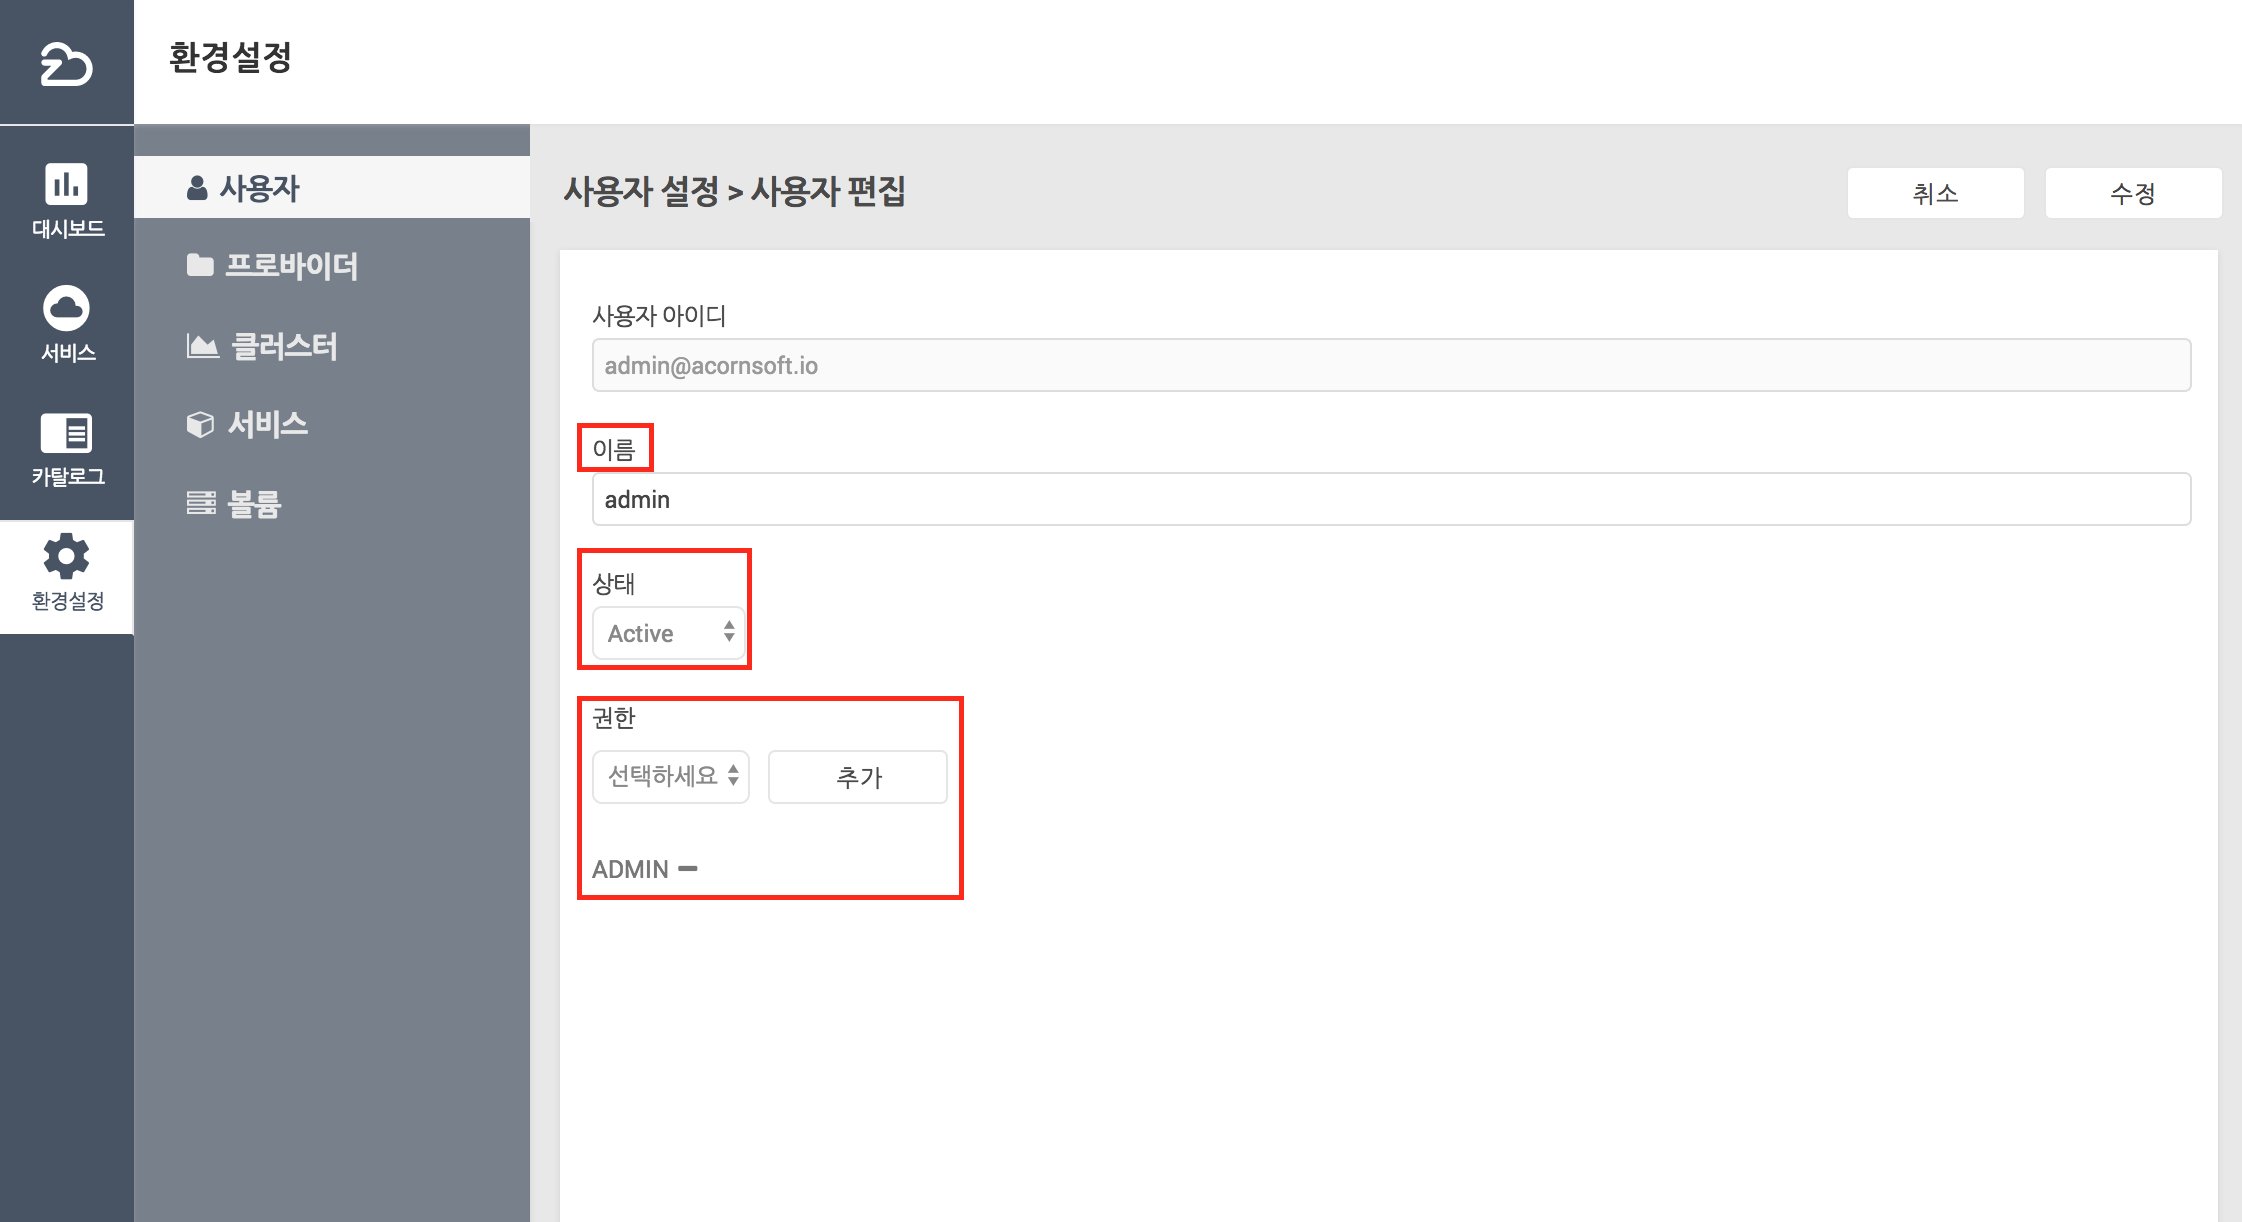 환경설정
대시보드
서비스
카탈로그
환경설정
사용자
프로바이더
클러스터
서비스
볼륨
사용자 설정 > 사용자 편집
취소
수정
사용자 아이디
admin@acornsoft.io
이름
admin
상태
Active
권한
선택하세요
추가
ADMIN